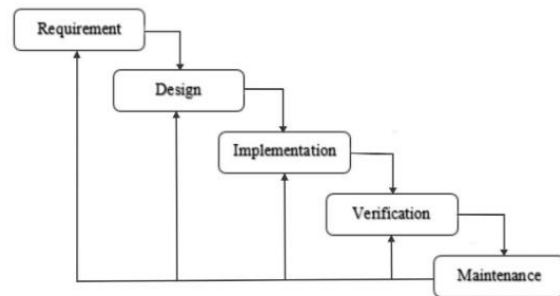 Requirement
Design
Implementation
Verification
Maintenance